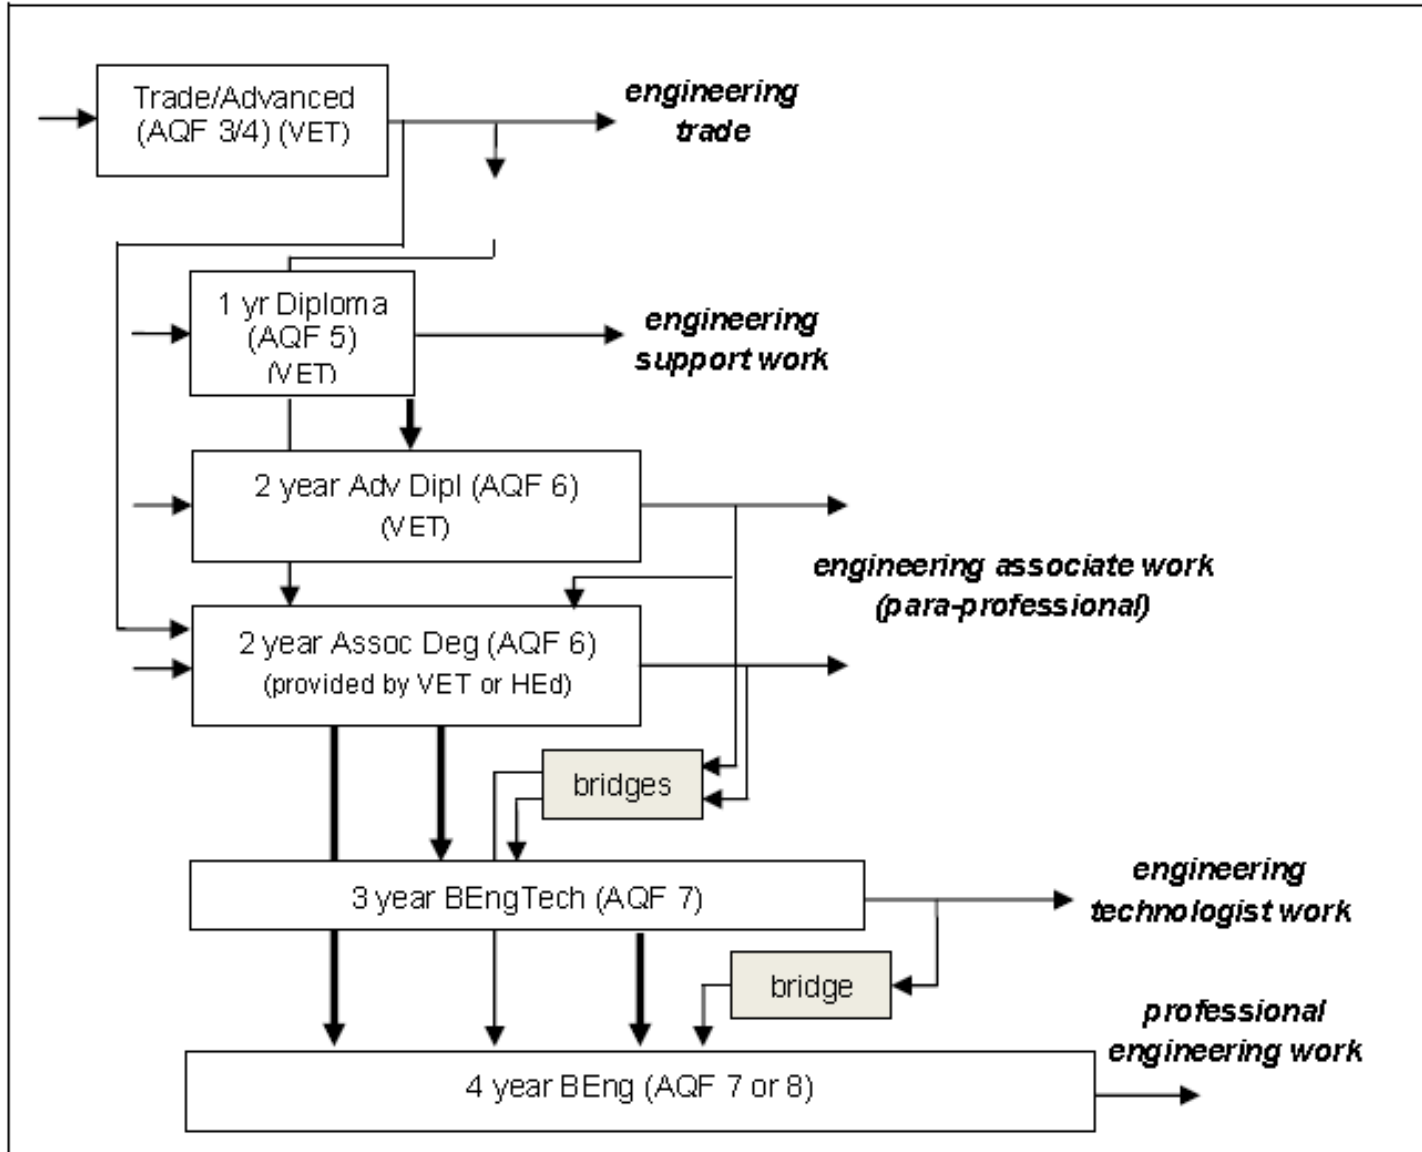 Trade/Advanced
(AQF 3/4) (VET)
engineering
trade
1 yr Diploma
(AQF 5)
(VET)
engineering
support work
2 year Adv Dipl (AQF 6)
(VET)
engineering associate work
(para-professional)
2 year Assoc Deg (AQF 6)
(provided by VET or HEd)
bridges
3 year BEngTech (AQF 7)
engineering
technologist work
bridge
professional
engineering work
4 year BEng (AQF 7 or 8)